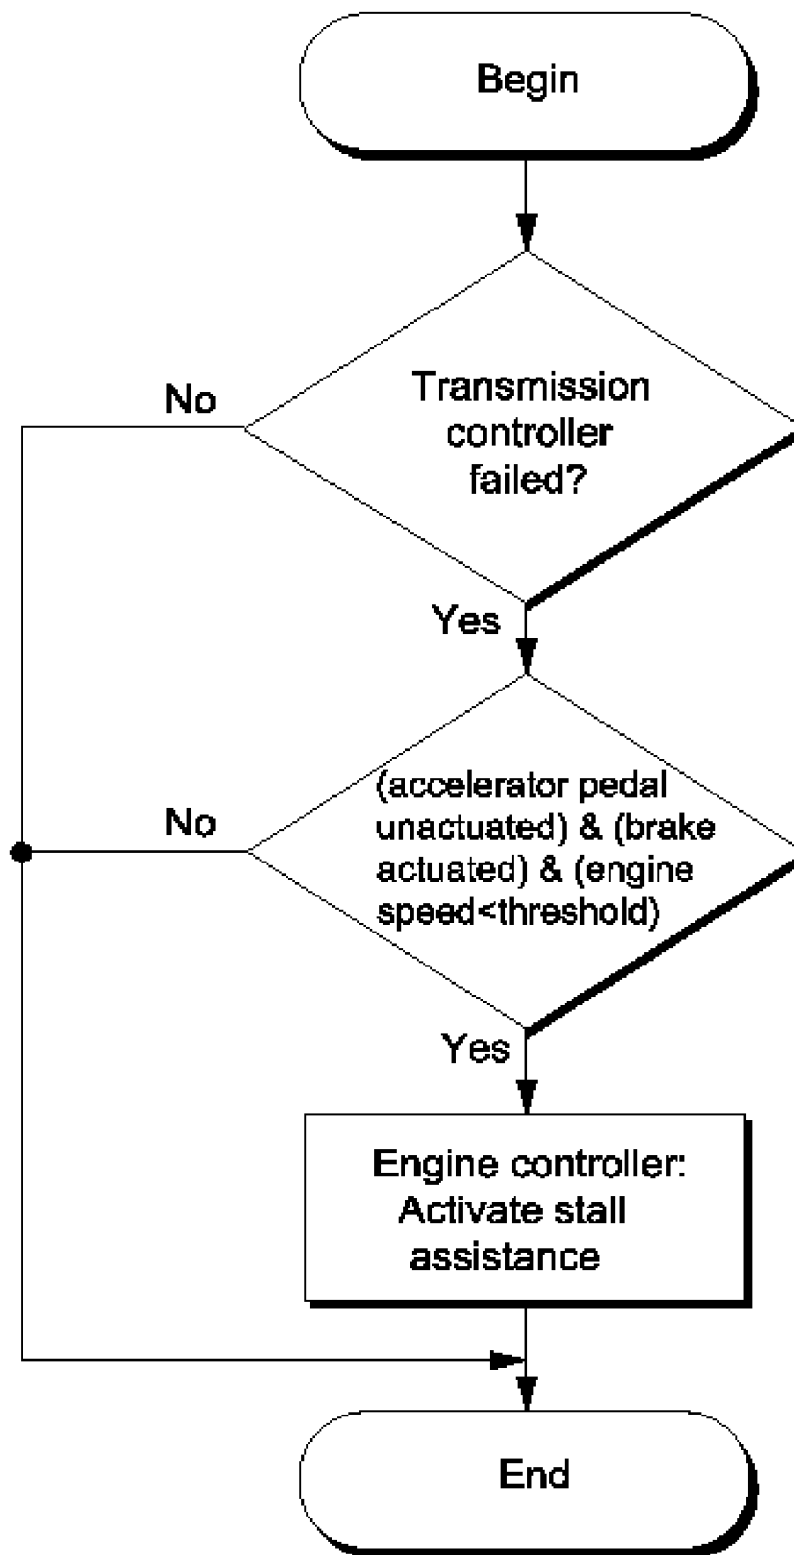 Begin
No
Transmission
controller
failed?
Yes
No
(accelerator pedal
unactuated) & (brake
actuated) & (engine
speed<threshold)
Yes
Engine controller:
Activate stall
assistance
End